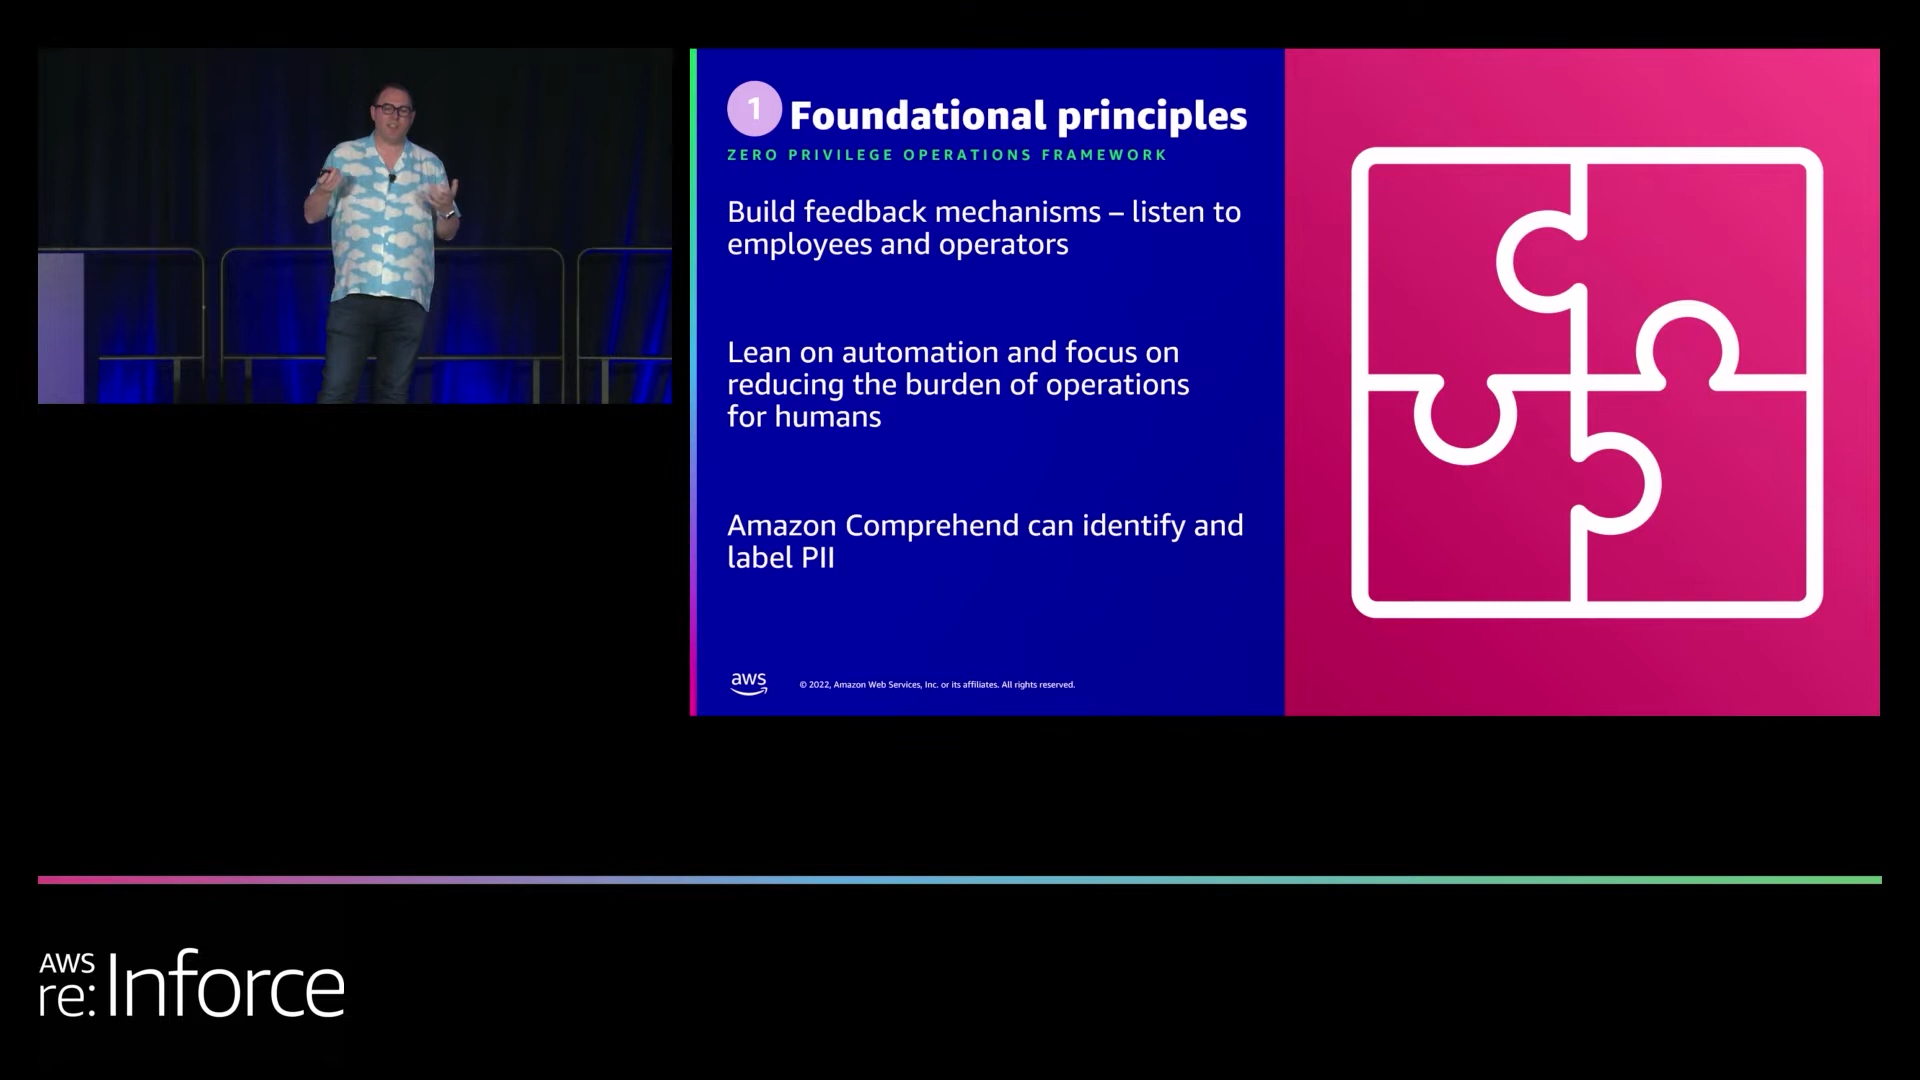 1 Foundational principles
ZERO PRIVILEGE OPERATIONS FRAMEWORK
Build feedback mechanisms – listen to
employees and operators
Lean on automation and focus on
reducing the burden of operations
for humans
Amazon Comprehend can identify and
label PII
aws
© 2022, Amazon Web Services, Inc. or its affiliates. All rights reserved.
AWS
re:Inforce